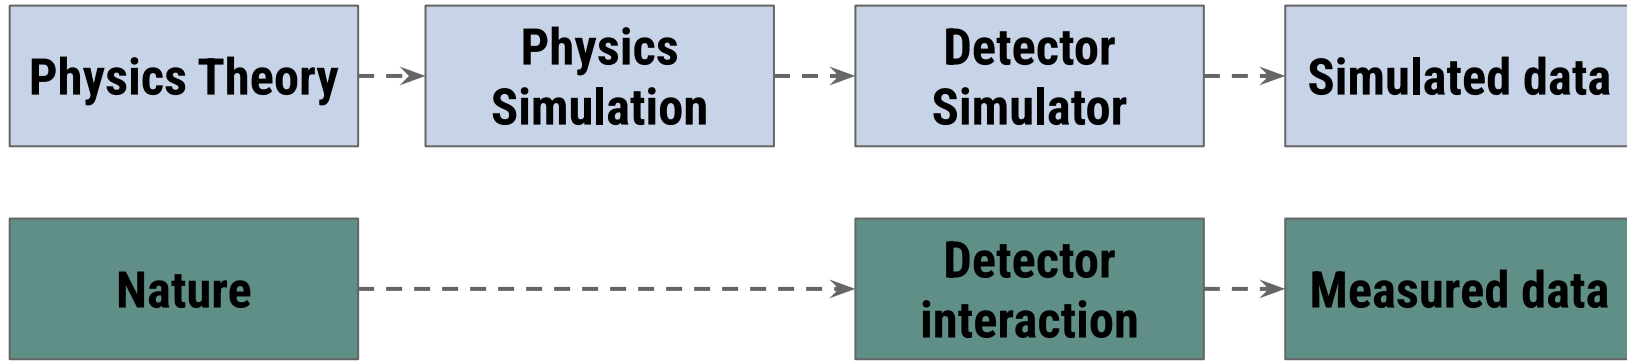 Physics Theory
Physics
Simulation
Detector
Simulator
Simulated data
Nature
Detector
interaction
Measured data